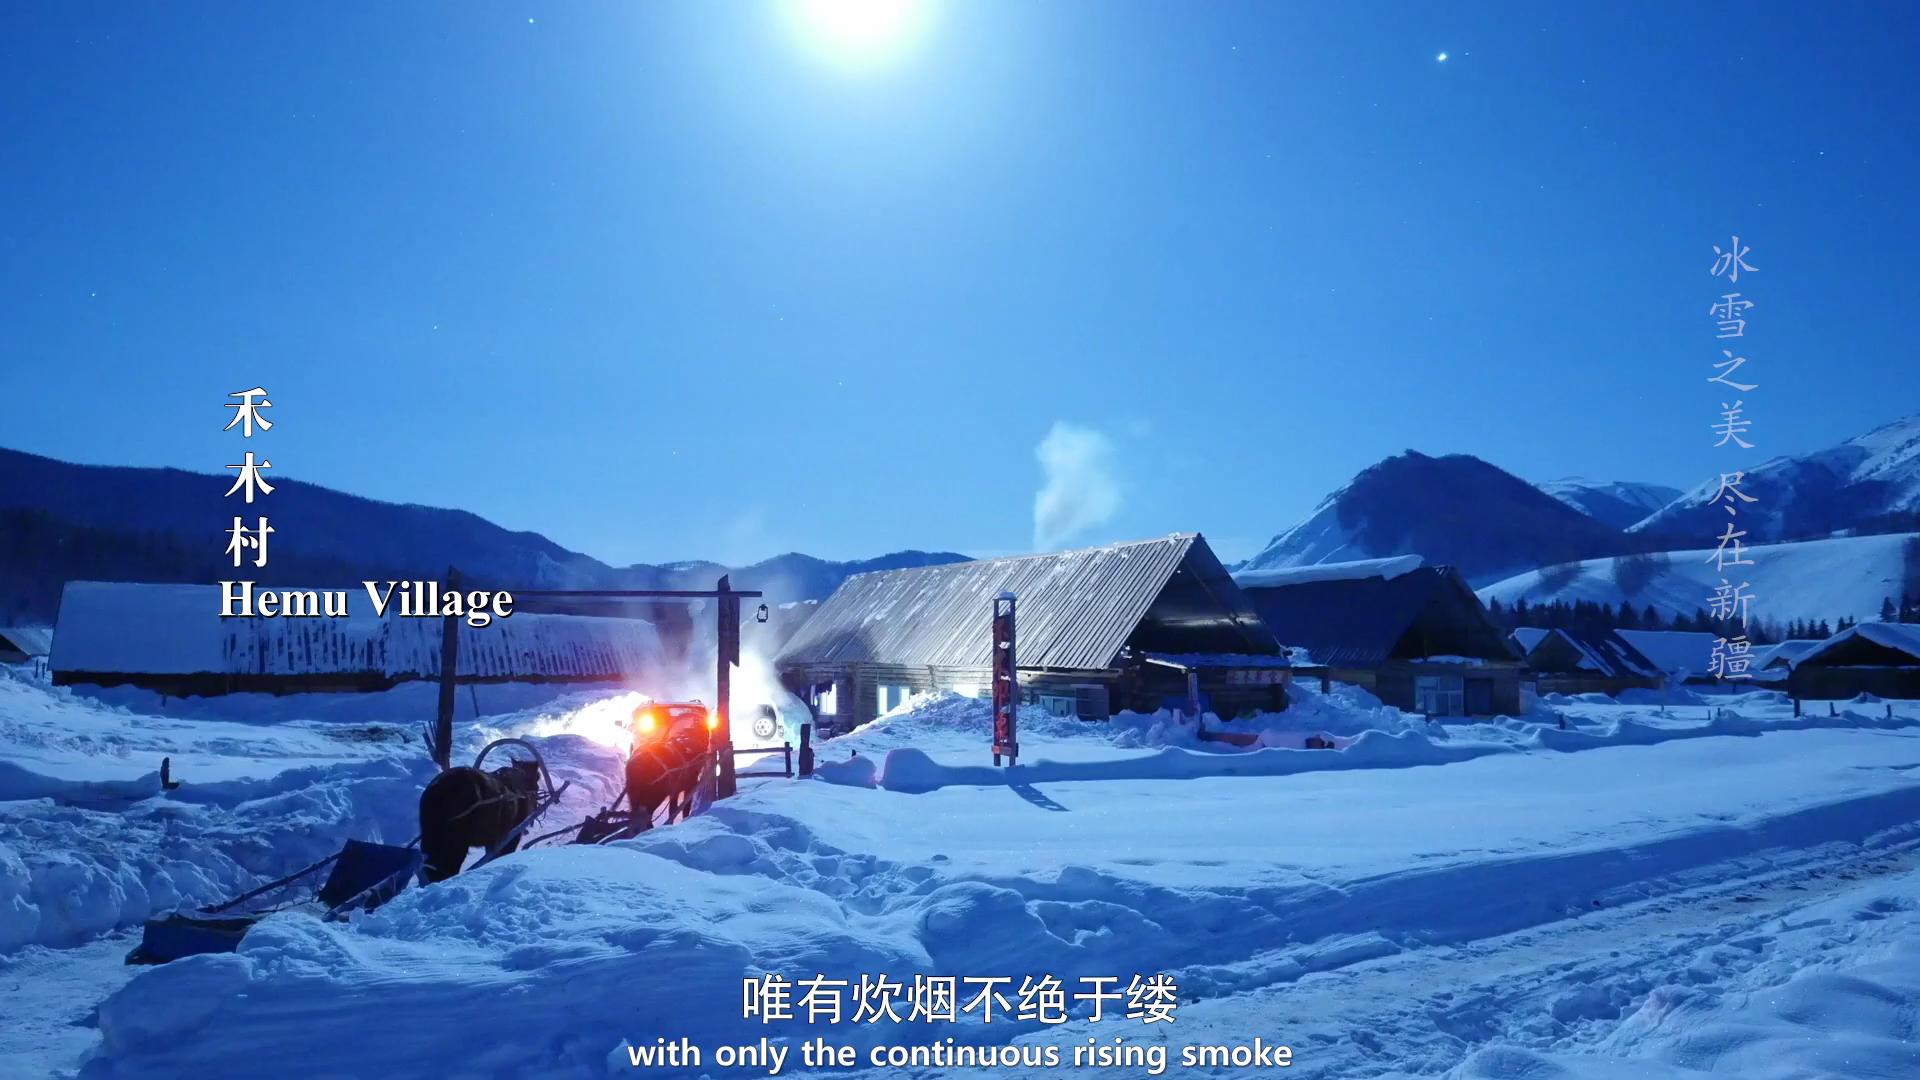 禾木村
Hemu Village
冰雪之美 尽在新疆
唯有炊烟不绝于缕
with only the continuous rising smoke